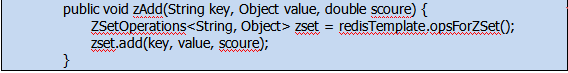 public void zAdd(String key, Object value, double scoure) {
ZSetOperations<String, Object> zset = redisTemplate.opsForZSet();
zset.add(key, value, scoure);
}